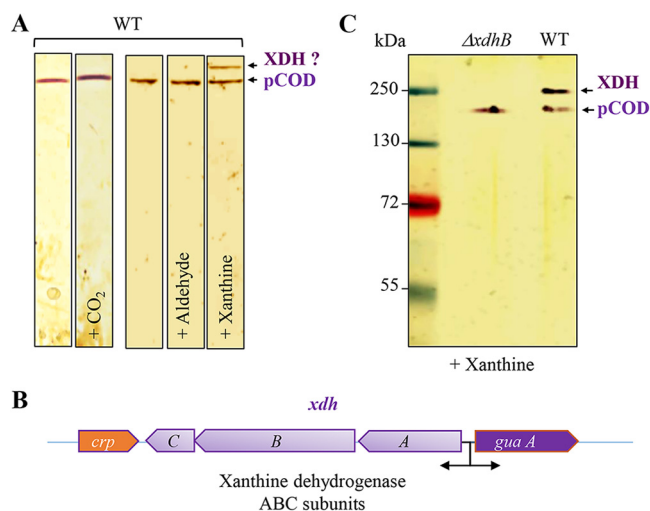 A
WT
XDH ?
pCOD
+ CO2
+ Aldehyde
+ Xanthine
C
kDa
ΔxdhB
WT
250
130
72
55
XDH
pCOD
+ Xanthine
B
xdh
crp
C
B
A
gua A
Xanthine dehydrogenase
ABC subunits